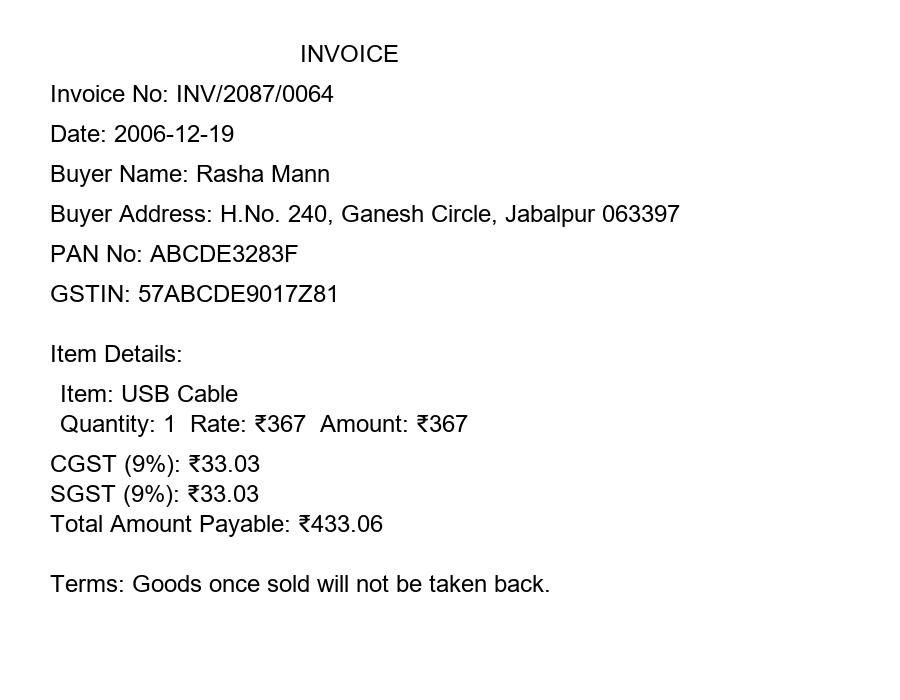 INVOICE
Invoice No: INV/2087/0064
Date: 2006-12-19
Buyer Name: Rasha Mann
Buyer Address: H.No. 240, Ganesh Circle, Jabalpur 063397
PAN No: ABCDE3283F
GSTIN: 57ABCDE9017Z81
Item Details:
Item: USB Cable
Quantity: 1 Rate: ₹367 Amount: ₹367
CGST (9%): ₹33.03
SGST (9%): ₹33.03
Total Amount Payable: ₹433.06
Terms: Goods once sold will not be taken back.